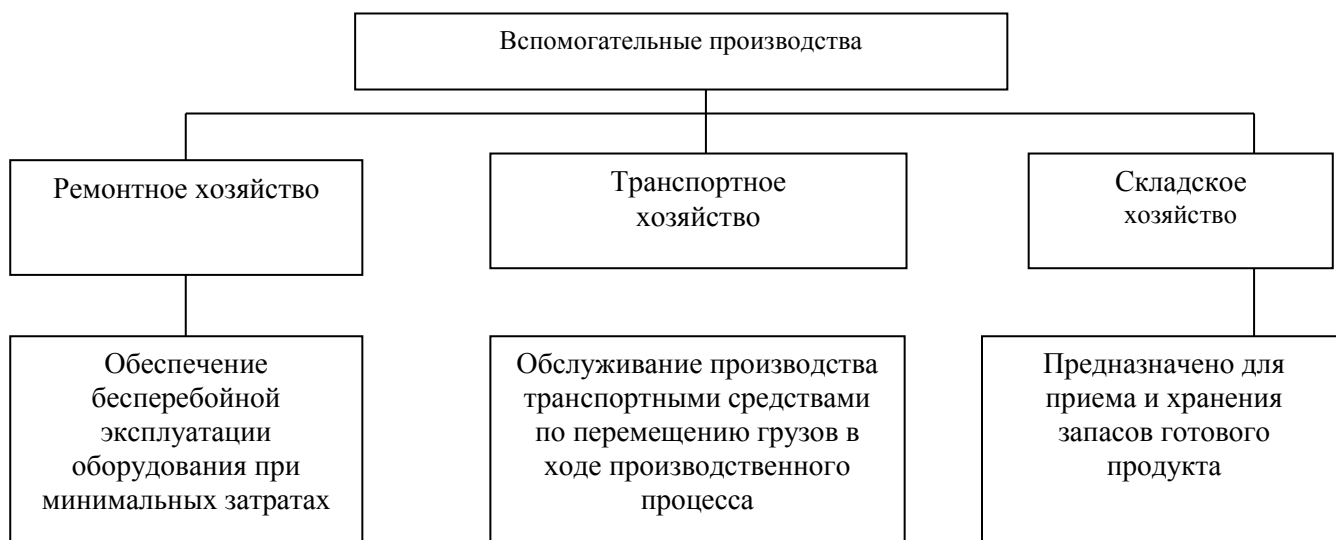 Вспомогательные производства
Ремонтное хозяйство
Транспортное
хозяйство
Складское
хозяйство
Обеспечение
бесперебойной
эксплуатации
оборудования при
минимальных затратах
Обслуживание производства
транспортными средствами
по перемещению грузов в
ходе производственного
процесса
Предназначено для
приема и хранения
запасов готового
продукта